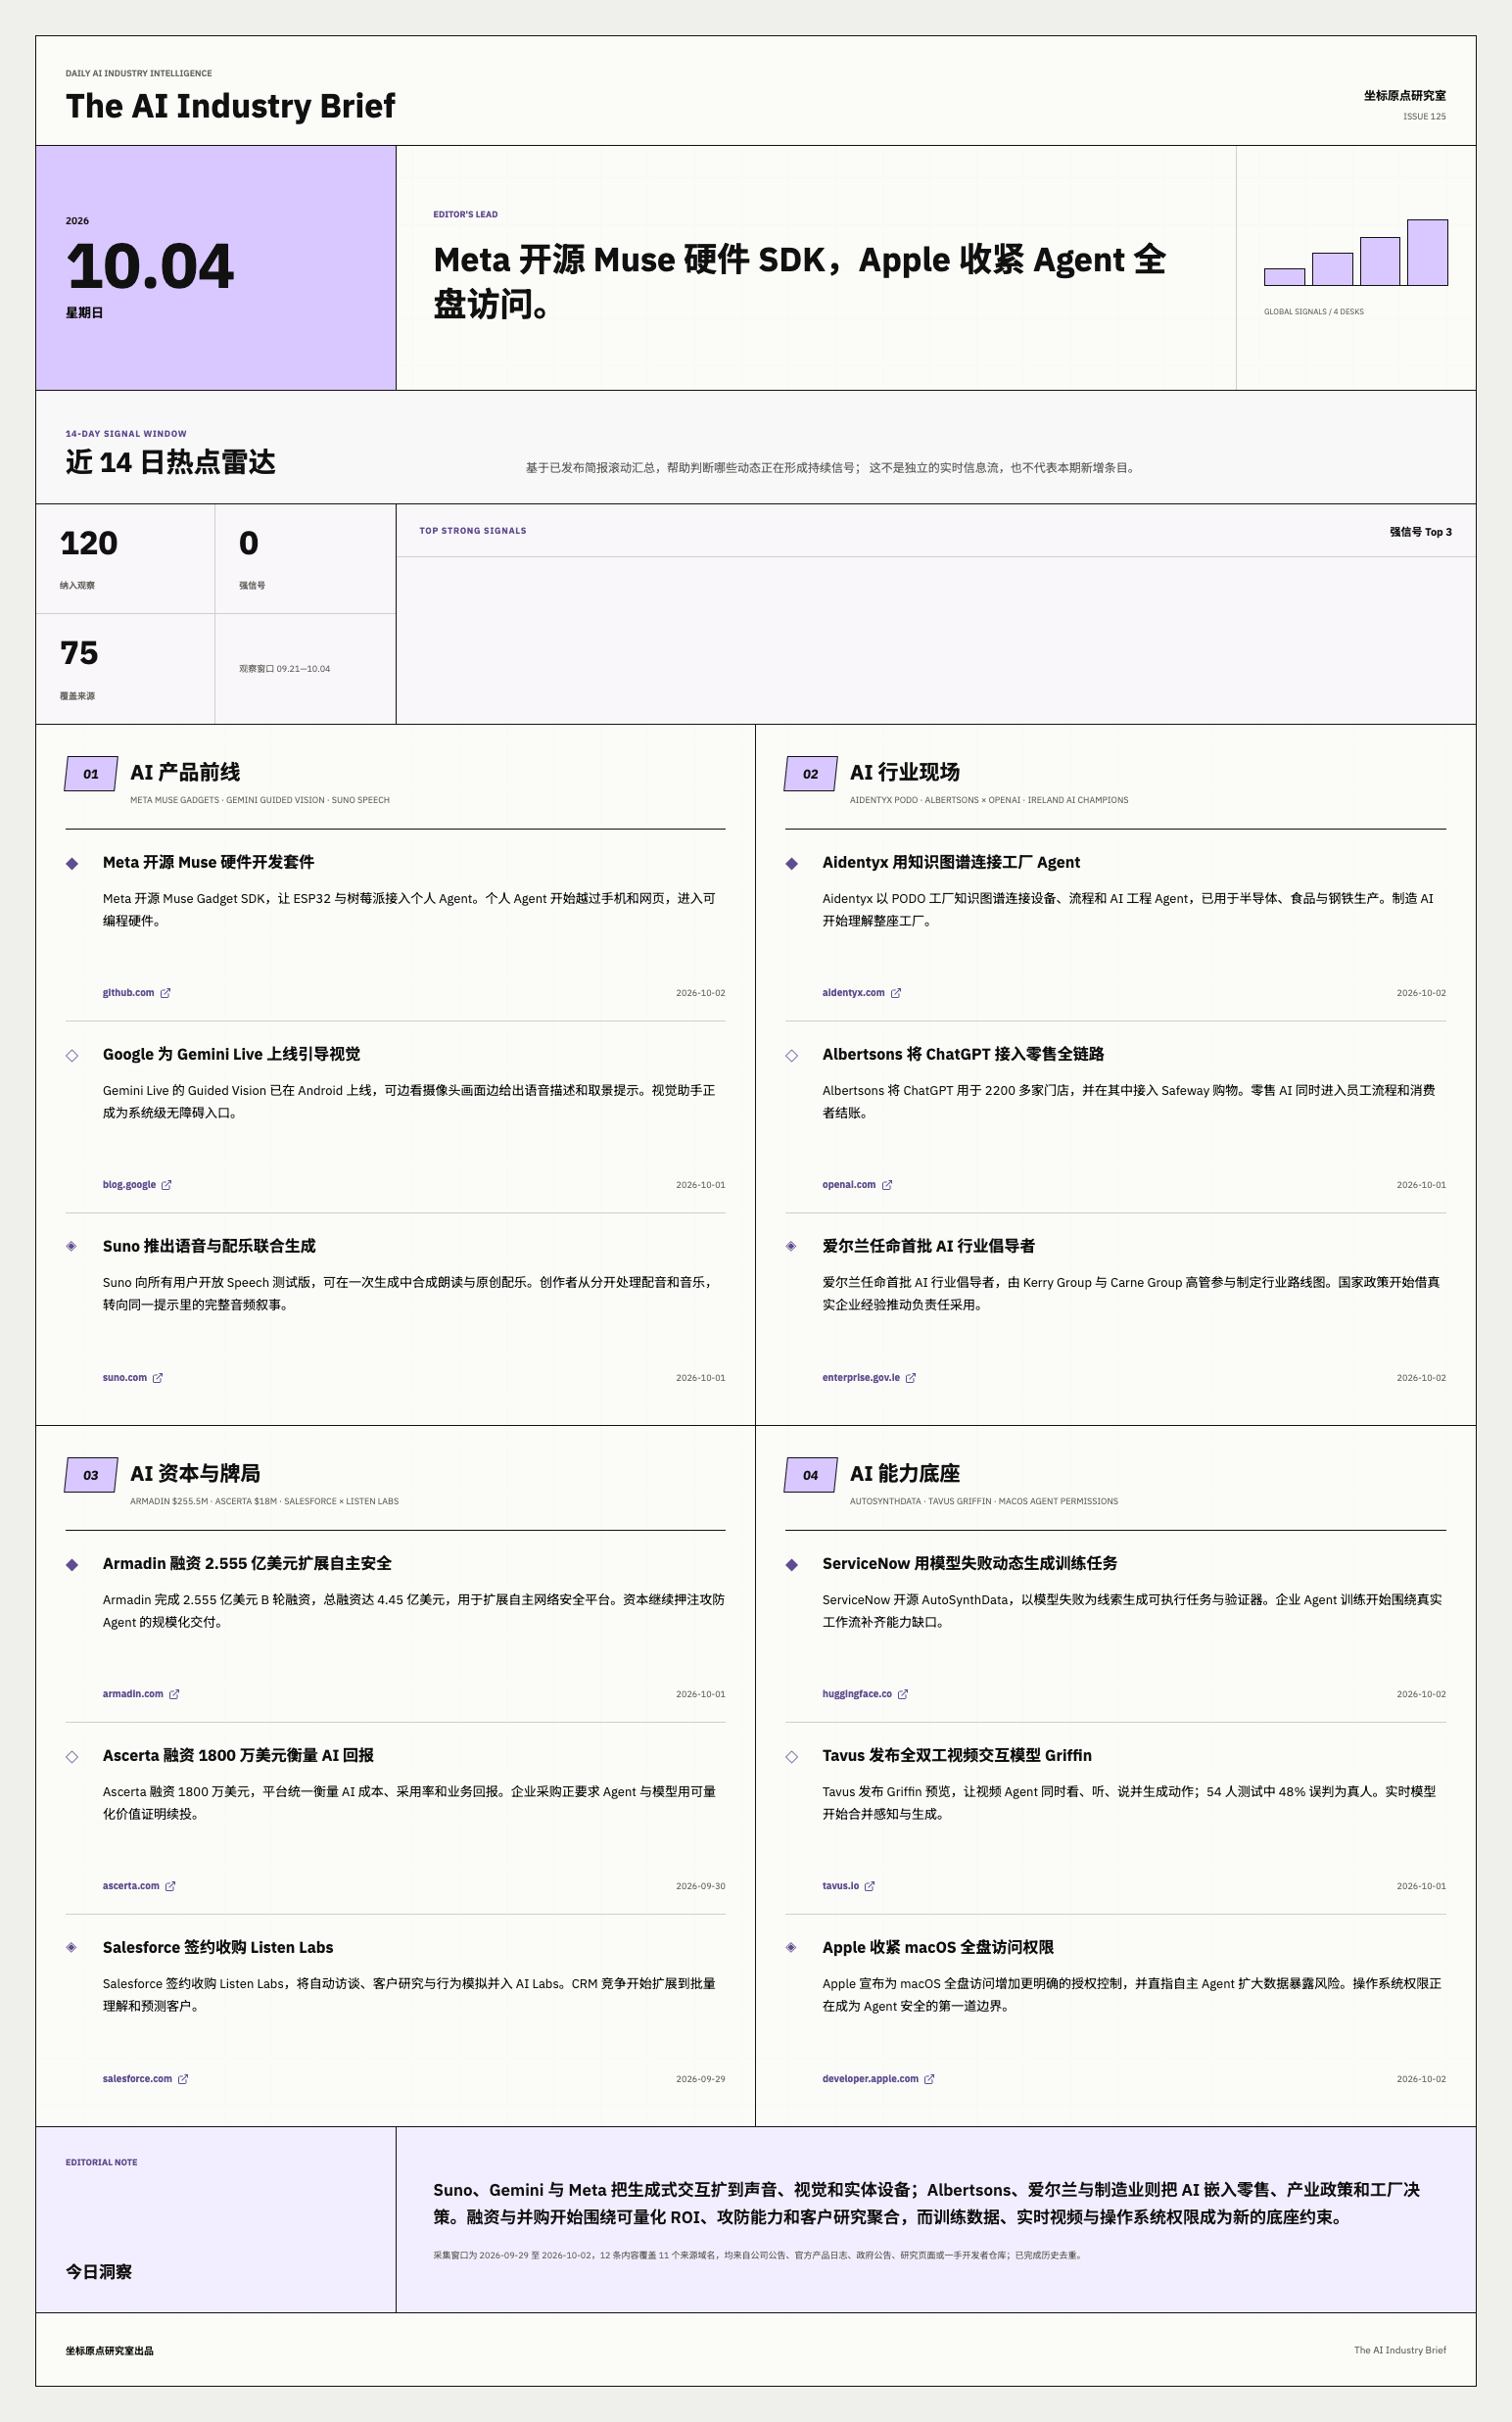 DAILY AI INDUSTRY INTELLIGENCE
The AI Industry Brief
坐标原点研究室
ISSUE 125
2026
10.04
星期日
EDITOR'S LEAD
Meta 开源 Muse 硬件 SDK，Apple 收紧 Agent 全
盘访问。
GLOBAL SIGNALS / 4 DESKS
14-DAY SIGNAL WINDOW
近 14 日热点雷达
基于已发布简报滚动汇总，帮助判断哪些动态正在形成持续信号； 这不是独立的实时信息流，也不代表本期新增条目。
120
纳入观察
0
强信号
75
覆盖来源
观察窗口 09.21—10.04
TOP STRONG SIGNALS
强信号 Top 3
01
AI 产品前线
META MUSE GADGETS · GEMINI GUIDED VISION · SUNO SPEECH
◆ Meta 开源 Muse 硬件开发套件
Meta 开源 Muse Gadget SDK，让 ESP32 与树莓派接入个人 Agent。个人 Agent 开始越过手机和网页，进入可
编程硬件。
github.com
2026-10-02
◇ Google 为 Gemini Live 上线引导视觉
Gemini Live 的 Guided Vision 已在 Android 上线，可边看摄像头画面边给出语音描述和取景提示。视觉助手正
成为系统级无障碍入口。
blog.google
2026-10-01
◈ Suno 推出语音与配乐联合生成
Suno 向所有用户开放 Speech 测试版，可在一次生成中合成朗读与原创配乐。创作者从分开处理配音和音乐，
转向同一提示里的完整音频叙事。
suno.com
2026-10-01
02
AI 行业现场
AIDENTYX PODO · ALBERTSONS × OPENAI · IRELAND AI CHAMPIONS
◆ Aidentyx 用知识图谱连接工厂 Agent
Aidentyx 以 PODO 工厂知识图谱连接设备、流程和 AI 工程 Agent，已用于半导体、食品与钢铁生产。制造 AI
开始理解整座工厂。
aidentyx.com
2026-10-02
◇ Albertsons 将 ChatGPT 接入零售全链路
Albertsons 将 ChatGPT 用于 2200 多家门店，并在其中接入 Safeway 购物。零售 AI 同时进入员工流程和消费
者结账。
openai.com
2026-10-01
◈ 爱尔兰任命首批 AI 行业倡导者
爱尔兰任命首批 AI 行业倡导者，由 Kerry Group 与 Carne Group 高管参与制定行业路线图。国家政策开始借真
实企业经验推动负责任采用。
enterprise.gov.ie
2026-10-02
03
AI 资本与牌局
ARMADIN $255.5M · ASCERTA $18M · SALESFORCE × LISTEN LABS
◆ Armadin 融资 2.555 亿美元扩展自主安全
Armadin 完成 2.555 亿美元 B 轮融资，总融资达 4.45 亿美元，用于扩展自主网络安全平台。资本继续押注攻防
Agent 的规模化交付。
armadin.com
2026-10-01
◇ Ascerta 融资 1800 万美元衡量 AI 回报
Ascerta 融资 1800 万美元，平台统一衡量 AI 成本、采用率和业务回报。企业采购正要求 Agent 与模型用可量
化价值证明续投。
ascerta.com
2026-09-30
◈ Salesforce 签约收购 Listen Labs
Salesforce 签约收购 Listen Labs，将自动访谈、客户研究与行为模拟并入 AI Labs。CRM 竞争开始扩展到批量
理解和预测客户。
salesforce.com
2026-09-29
04
AI 能力底座
AUTOSYNTHDATA · TAVUS GRIFFIN · MACOS AGENT PERMISSIONS
◆ ServiceNow 用模型失败动态生成训练任务
ServiceNow 开源 AutoSynthData，以模型失败为线索生成可执行任务与验证器。企业 Agent 训练开始围绕真实
工作流补齐能力缺口。
huggingface.co
2026-10-02
◇ Tavus 发布全双工视频交互模型 Griffin
Tavus 发布 Griffin 预览，让视频 Agent 同时看、听、说并生成动作；54 人测试中 48% 误判为真人。实时模型
开始合并感知与生成。
tavus.io
2026-10-01
◈ Apple 收紧 macOS 全盘访问权限
Apple 宣布为 macOS 全盘访问增加更明确的授权控制，并直指自主 Agent 扩大数据暴露风险。操作系统权限正
在成为 Agent 安全的第一道边界。
developer.apple.com
2026-10-02
EDITORIAL NOTE
今日洞察
Suno、Gemini 与 Meta 把生成式交互扩到声音、视觉和实体设备；Albertsons、爱尔兰与制造业则把 AI 嵌入零售、产业政策和工厂决
策。融资与并购开始围绕可量化 ROI、攻防能力和客户研究聚合，而训练数据、实时视频与操作系统权限成为新的底座约束。
采集窗口为 2026-09-29 至 2026-10-02，12 条内容覆盖 11 个来源域名，均来自公司公告、官方产品日志、政府公告、研究页面或一手开发者仓库；已完成历史去重。
坐标原点研究室出品
The AI Industry Brief